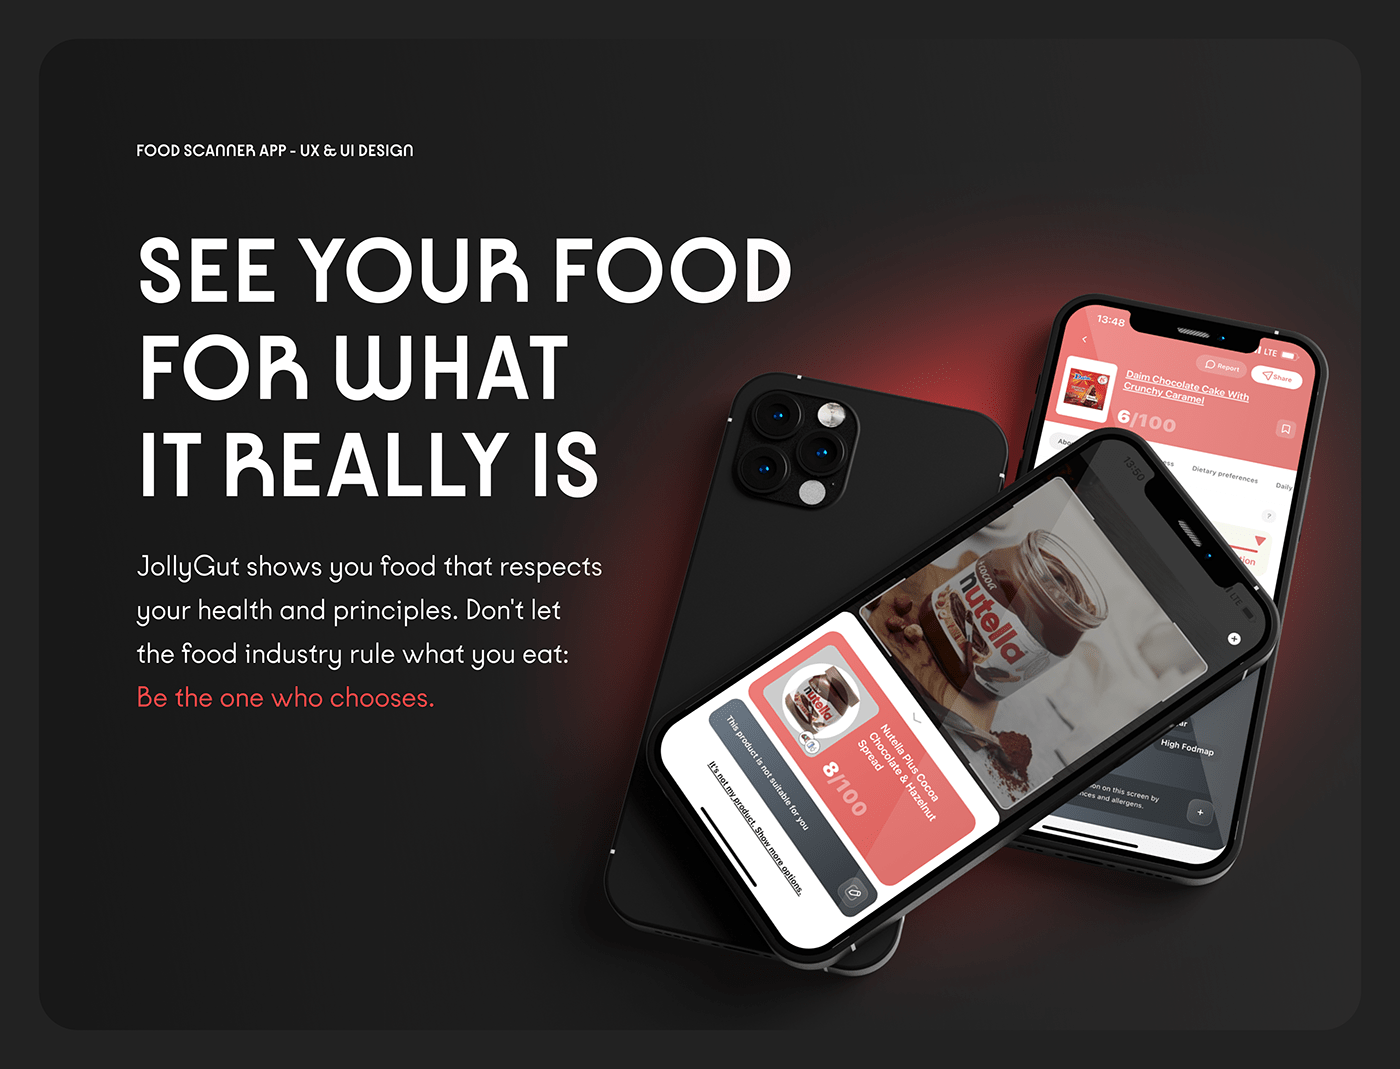 FOOD SCANNER APP - UX & UI DESIGN
SEE YOUR FOOD
FOR WHAT
IT REALLY IS
JollyGut shows you food that respects
your health and principles. Don't let
the food industry rule what you eat:
Be the one who chooses.
13:48
LTE
Report
Share
Daim Chocolate Cake With
Crunchy Caramel
6/100
Dietary preferences
Daily
?
High Fodmap
on on this screen by
nces and allergens.
+
13:50
LTE
cocoa
nutella
nutella
Nutella Plus Cocoa
Chocolate & Hazelnut
Spread
8/100
This product is not suitable for you
It's not my product. Show more options.